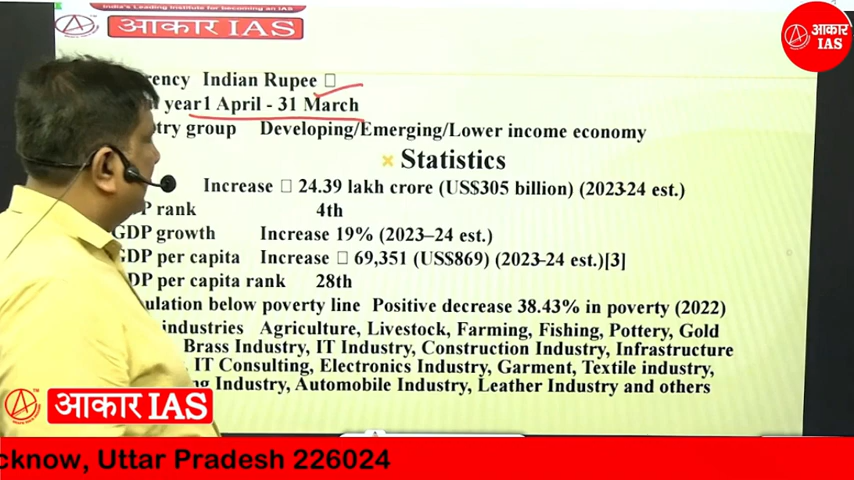 India's Leading Institute for becoming an IAS
आकार IAS
आकार
IAS
Indian Rupee
year1 April - 31 March
group Developing/Emerging/Lower income economy
Statistics
Increase 24.39 lakh crore (US$305 billion) (2023-24 est.)
rank 4th
GDP growth Increase 19% (2023–24 est.)
GDP per capita Increase 69,351 (US$869) (2023-24 est.)[3]
DP per capita rank 28th
ulation below poverty line Positive decrease 38.43% in poverty (2022)
industries Agriculture, Livestock, Farming, Fishing, Pottery, Gold
Brass Industry, IT Industry, Construction Industry, Infrastructure
IT Consulting, Electronics Industry, Garment, Textile industry,
ng Industry, Automobile Industry, Leather Industry and others
आकार IAS
cknow, Uttar Pradesh 226024